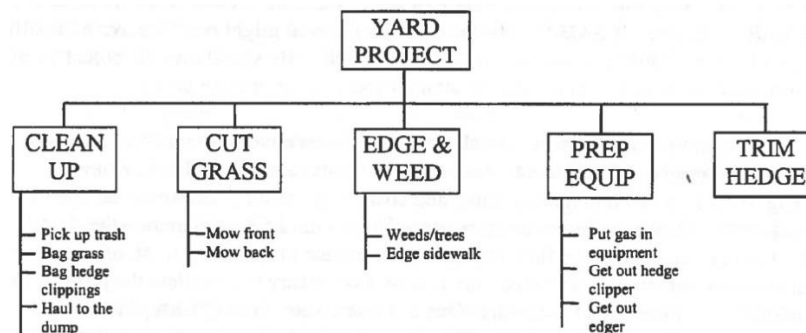 YARD
PROJECT
CLEAN
UP
CUT
GRASS
EDGE &
WEED
PREP
EQUIP
TRIM
HEDGE
Pick up trash
Bag grass
Bag hedge
clippings
Haul to the
dump
Mow front
Mow back
Weeds/trees
Edge sidewalk
Put gas in
equipment
Get out hedge
clipper
Get out
edger